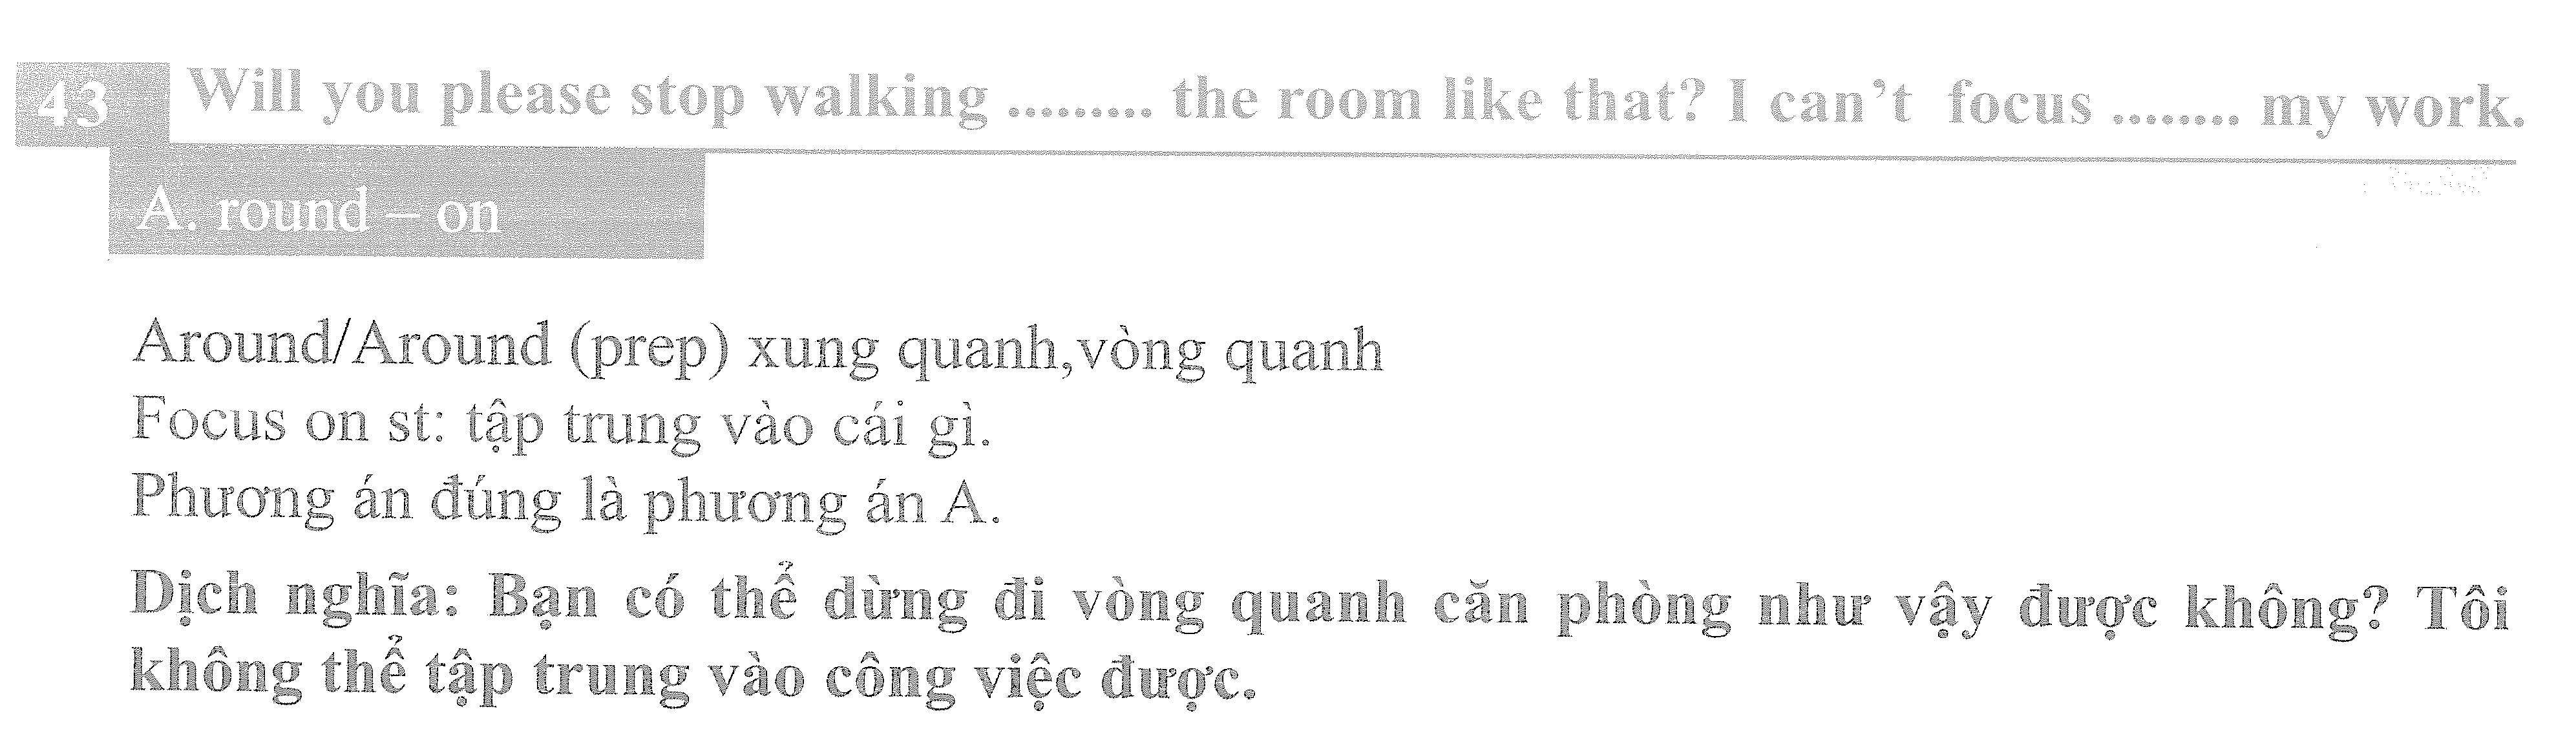 43 Will you please stop walking ......... the room like that? I can't focus ........ my work.
A. round – on
Around/Around (prep) xung quanh,vòng quanh
Focus on st: tập trung vào cái gì.
Phương án đúng là phương án A.
Dịch nghĩa: Bạn có thể dừng đi vòng quanh căn phòng như vậy được không? Tôi
không thể tập trung vào công việc được.